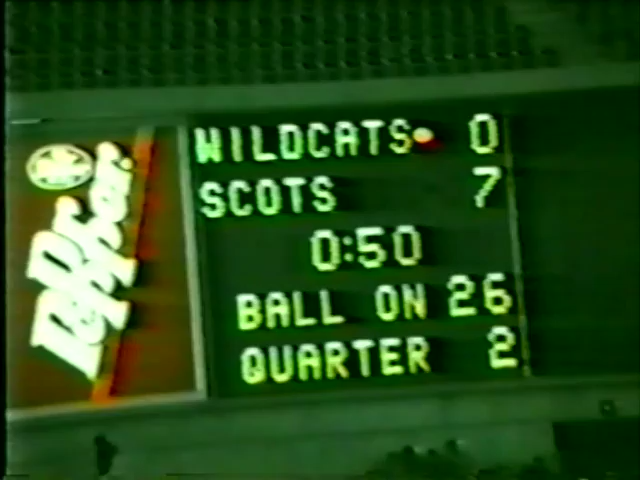 WILDCATS 0
SCOTS 7
0:50
BALL ON 26
QUARTER 2
Dr Pepper